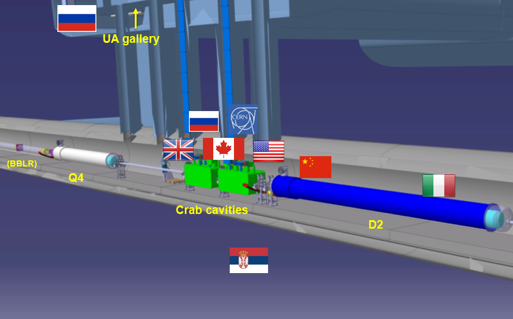 UA gallery
CERN
(BBLR)
Q4
Crab cavities
D2